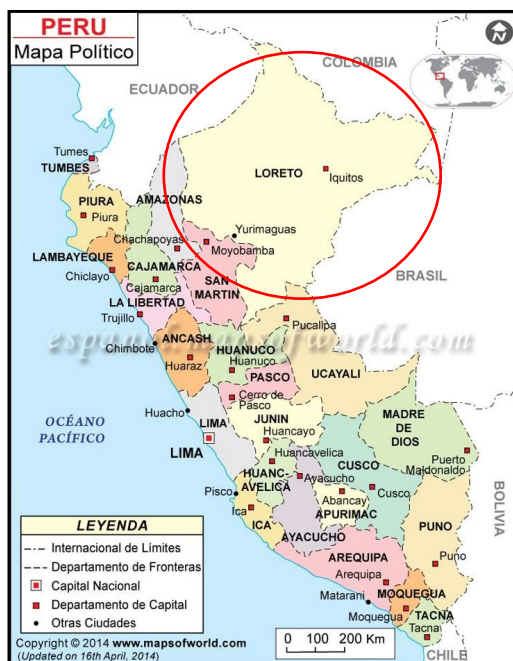 PERU
Mapa Político
N
COLOMBIA
ECUADOR
Tumes
TUMBES
LORETO
Iquitos
PIURA
Piura
AMAZONAS
Yurimaguas
Chachapoyas
Moyobamba
LAMBAYEQUE
CAJAMARCA
Chiclayo
Cajamarca
SAN
MARTIN
BRASIL
LA LIBERTAD
Trujillo
Pucallpa
ANCASH
Chimbote
HUANUCO
Huanuco
espanol.mapsofworld.com
Huaraz
PASCO
UCAYALI
Cerro de
Pasco
OCÉANO
PACÍFICO
Huacho
LIMA
JUNIN
Huancayo
MADRE
DE
DIOS
LIMA
Huancavelica
HUANC-
AVELICA
CUSCO
Puerto
Maldonado
Ayacucho
Pisco
Abancay
Cusco
Ica
APURIMAC
BOLIVIA
ICA
AYACUCHO
PUNO
AREQUIPA
Puno
Arequipa
Matarani
MOQUEGUA
Moquegua
TACNA
Tacna
CHILE
LEYENDA
Internacional de Límites
Departamento de Fronteras
Capital Nacional
Departamento de Capital
Otras Ciudades
0 100 200 Km
Copyright © 2014 www.mapsofworld.com
(Updated on 16th April, 2014)